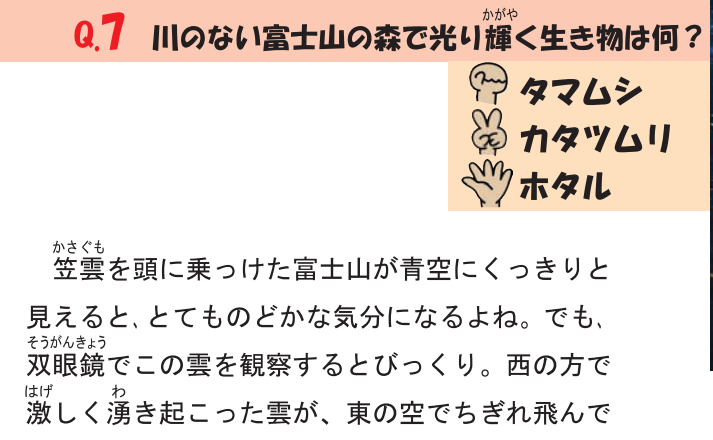 Q.7 川のない富士山の森で光り輝く生き物は何？
かがや
タマムシ
カタツムリ
ホタル
かさぐも
笠雲を頭に乗っけた富士山が青空にくっきりと
見えると、とてものどかな気分になるよね。でも、
そうがんきょう
双眼鏡でこの雲を観察するとびっくり。西の方で
はげ わ
激しく湧き起こった雲が、東の空でちぎれ飛んで